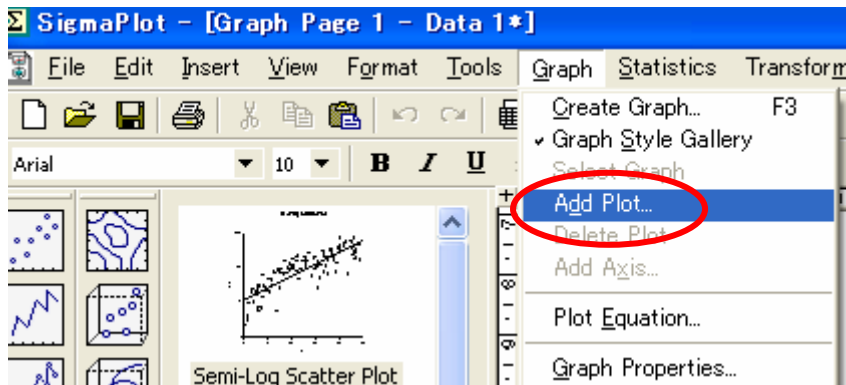 SigmaPlot - [Graph Page 1 - Data 1*]
File Edit Insert View Format Tools Graph Statistics Transform
Create Graph... F3
Arial 10 B I U
Graph Style Gallery
Select Graph
Add Plot...
Delete Plot
Add Axis...
Plot Equation...
Semi-Log Scatter Plot
Graph Properties...